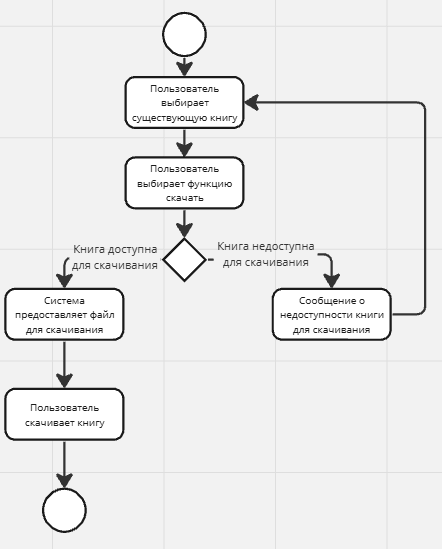 Пользователь
выбирает
существующую книгу
Пользователь
выбирает функцию
скачать
Книга доступна
для скачивания
Книга недоступна
для скачивания
Система
предоставляет файл
для скачивания
Сообщение о
недоступности книги
для скачивания
Пользователь
скачивает книгу